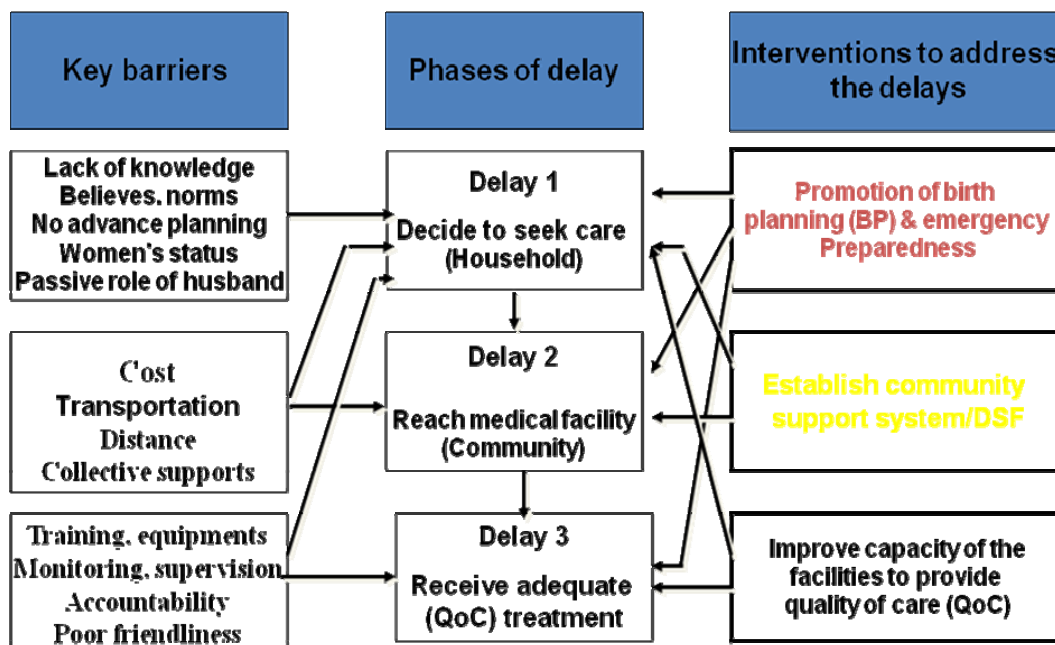 Key barriers
Phases of delay
Interventions to address
the delays
Lack of knowledge
Believes. norms
No advance planning
Women's status
Passive role of husband
Delay 1
Decide to seek care
(Household)
Promotion of birth
planning (BP) & emergency
Preparedness
Cost
Transportation
Distance
Collective supports
Delay 2
Reach medical facility
(Community)
Establish community
support system/DSF
Training, equipments
Monitoring, supervision
Accountability
Poor friendliness
Delay 3
Receive adequate
(QoC) treatment
Improve capacity of the
facilities to provide
quality of care (QoC)